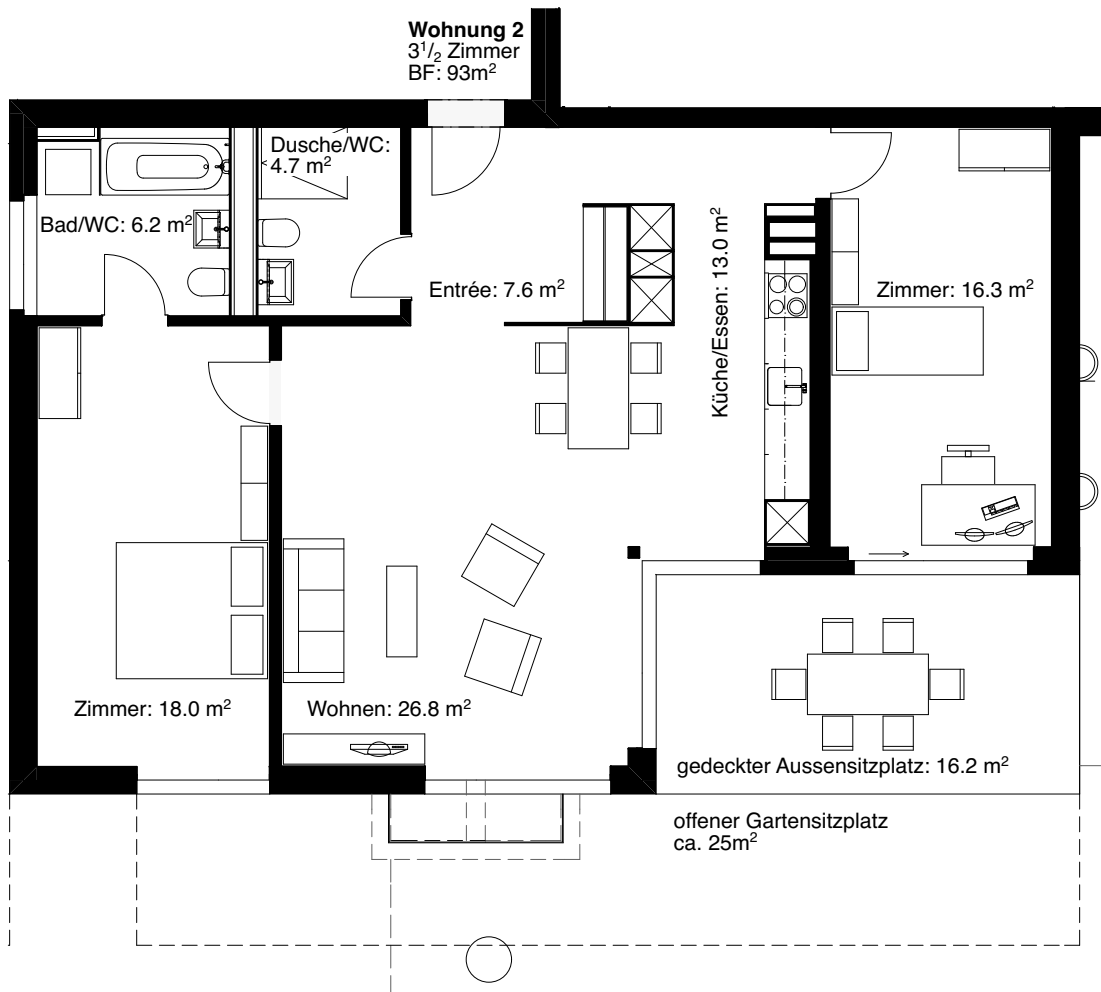 Wohnung 2
3¹/₂ Zimmer
BF: 93m²
Dusche/WC:
4.7 m²
Bad/WC: 6.2 m²
Entrée: 7.6 m²
Küche/Essen: 13.0 m²
Zimmer: 16.3 m²
Zimmer: 18.0 m²
Wohnen: 26.8 m²
gedeckter Aussensitzplatz: 16.2 m²
offener Gartensitzplatz
ca. 25m²